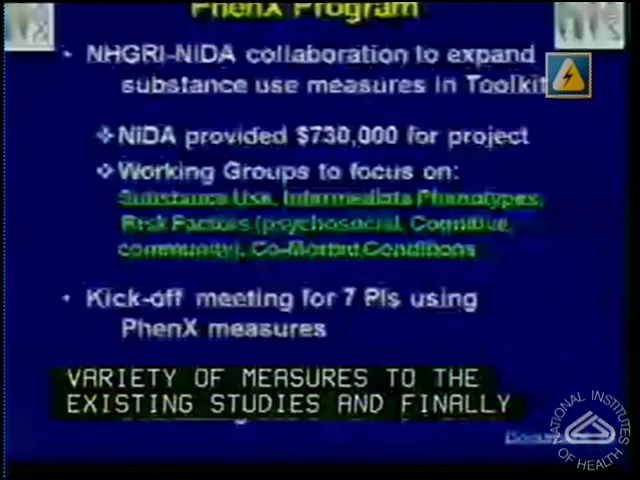 PhenX Program
• NHGRI-NIDA collaboration to expand
substance use measures in Toolkit
❖NIDA provided $730,000 for project
❖Working Groups to focus on:
Substance Use, Intermediate Phenotypes,
Risk Factors (psychosocial, Cognitive,
community), Co-Morbid Conditions
• Kick-off meeting for 7 PIs using
PhenX measures
VARIETY OF MEASURES TO THE
EXISTING STUDIES AND FINALLY
NATIONAL INSTITUTES
OF HEALTH